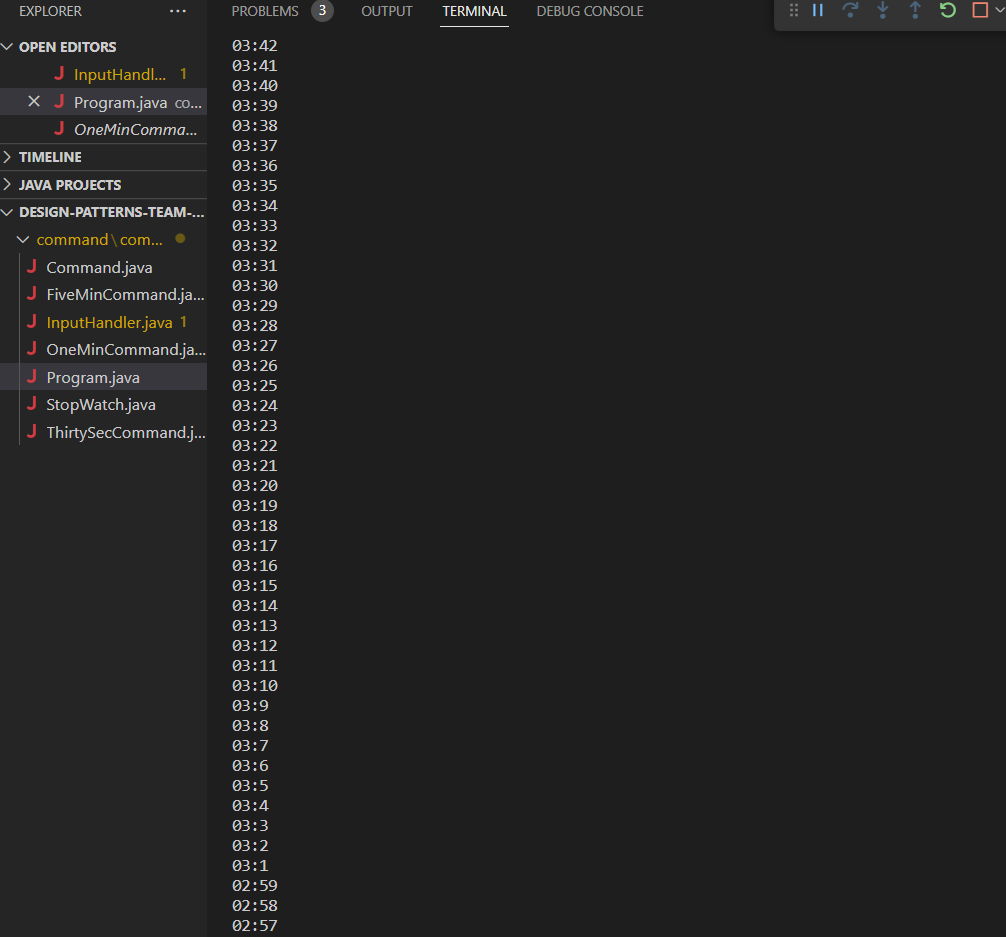 EXPLORER ...
OPEN EDITORS
InputHandl... 1
Program.java co...
OneMinComma...
TIMELINE
JAVA PROJECTS
DESIGN-PATTERNS-TEAM-...
command\com...
Command.java
FiveMinCommand.ja...
InputHandler.java 1
OneMinCommand.ja...
Program.java
StopWatch.java
ThirtySecCommand.j...
PROBLEMS 3 OUTPUT TERMINAL DEBUG CONSOLE
03:42
03:41
03:40
03:39
03:38
03:37
03:36
03:35
03:34
03:33
03:32
03:31
03:30
03:29
03:28
03:27
03:26
03:25
03:24
03:23
03:22
03:21
03:20
03:19
03:18
03:17
03:16
03:15
03:14
03:13
03:12
03:11
03:10
03:9
03:8
03:7
03:6
03:5
03:4
03:3
03:2
03:1
02:59
02:58
02:57